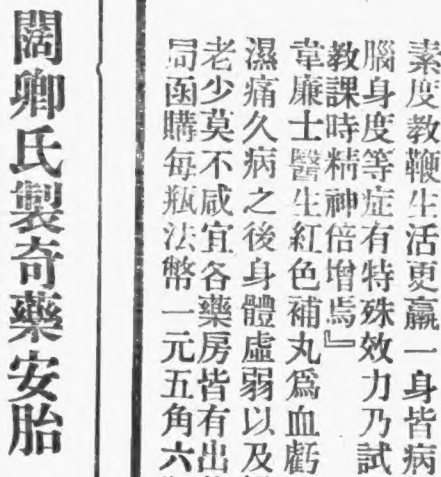 素度教鞭生活更羸一身皆病
腦身度等症有特殊效力乃試
教課時精神倍增焉』
韋廉士醫生紅色補丸爲血虧
濕痛久病之後身體虛弱以及
老少莫不咸宜各藥房皆有出
局函購每瓶法幣一元五角六
闊卿氏製奇藥安胎